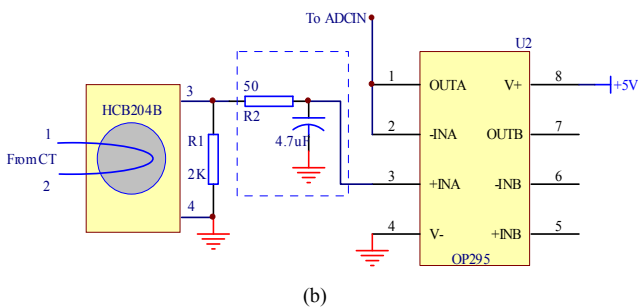 To ADCIN
U2
HCB204B
3
50
R2
4.7uF
R1
2K
1
From CT
2
4
1 OUTA V+ 8 +5V
2 -INA OUTB 7
3 +INA -INB 6
4 V- +INB 5
OP295
(b)